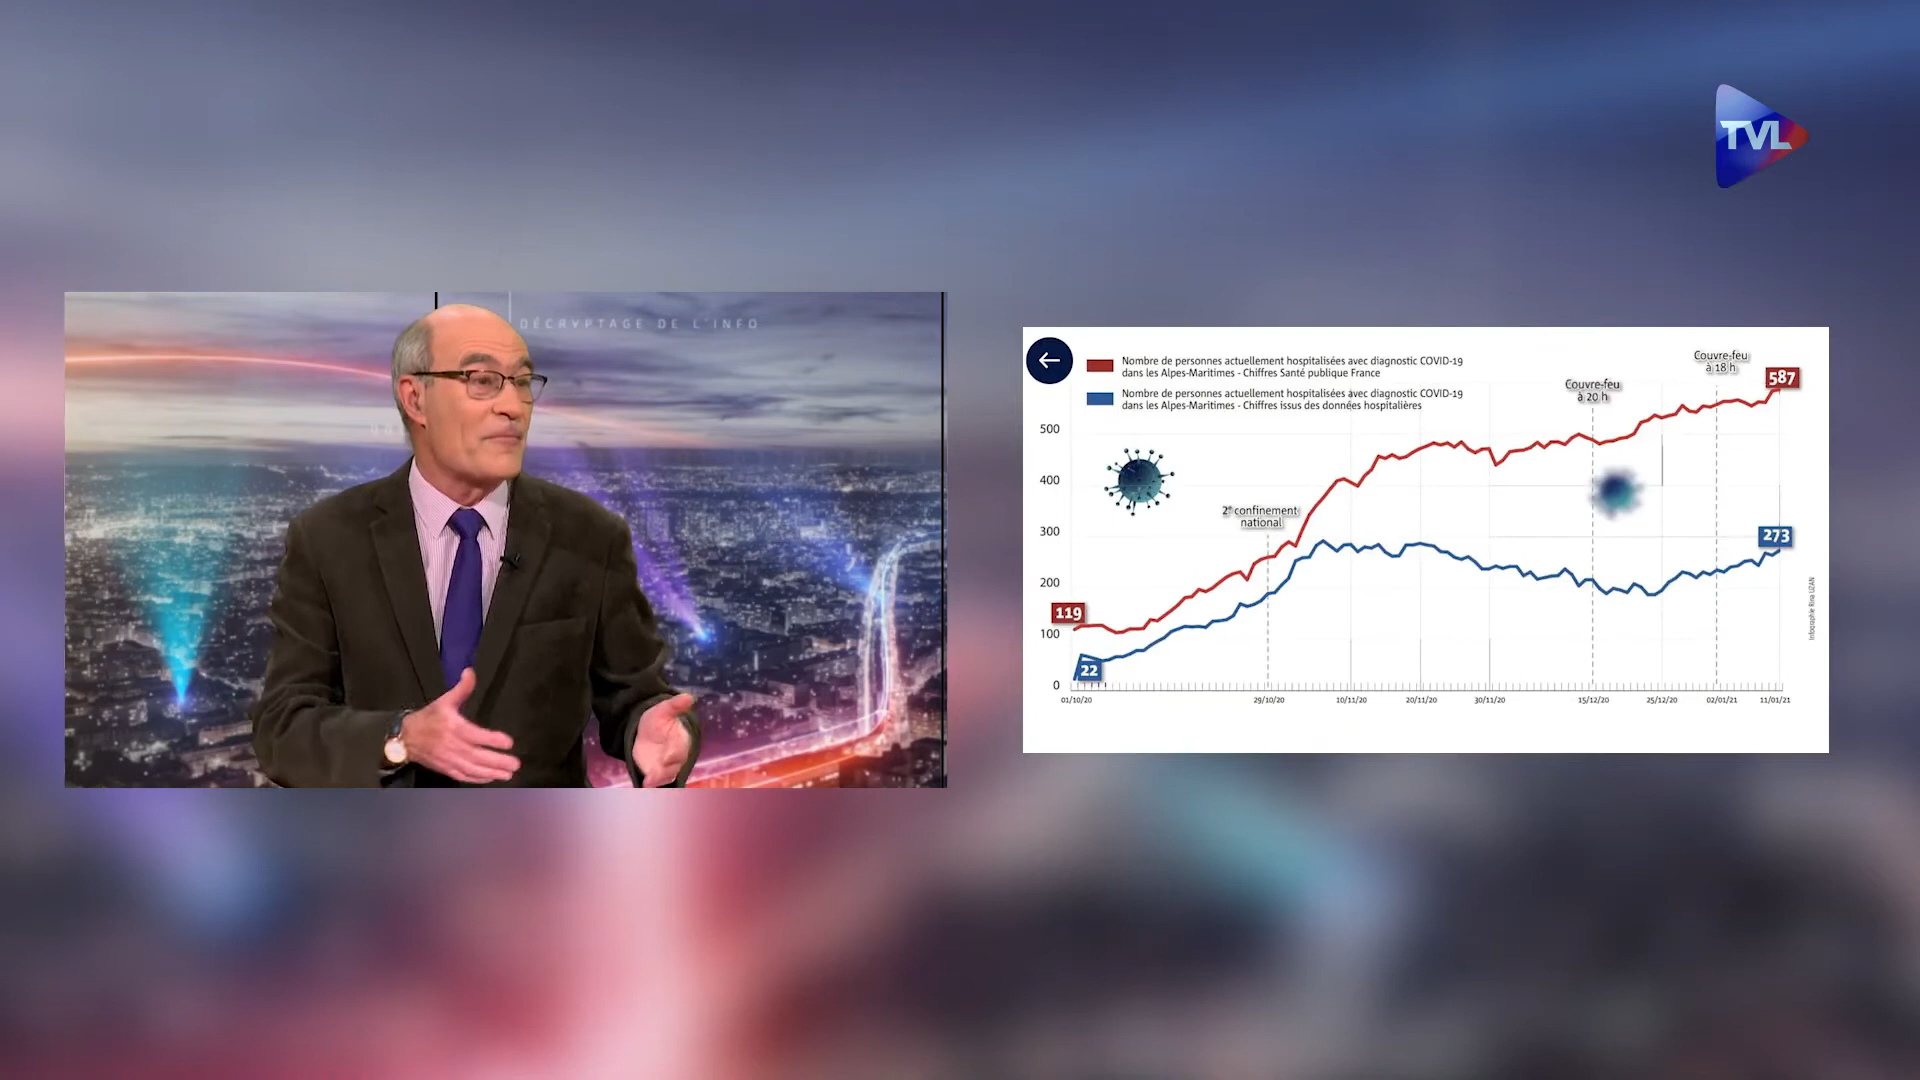 TVL
DÉCRYPTAGE DE L'INFO
Nombre de personnes actuellement hospitalisées avec diagnostic COVID-19
dans les Alpes-Maritimes - Chiffres Santé publique France
Nombre de personnes actuellement hospitalisées avec diagnostic COVID-19
dans les Alpes-Maritimes - Chiffres issus des données hospitalières
Couvre-feu
à 18 h
587
Couvre-feu
à 20 h
500
400
2e confinement
national
300
273
200
119
100
22
0
01/10/20
29/10/20
10/11/20
20/11/20
30/11/20
15/12/20
25/12/20
02/01/21
11/01/21
Infographie Rina UZAN